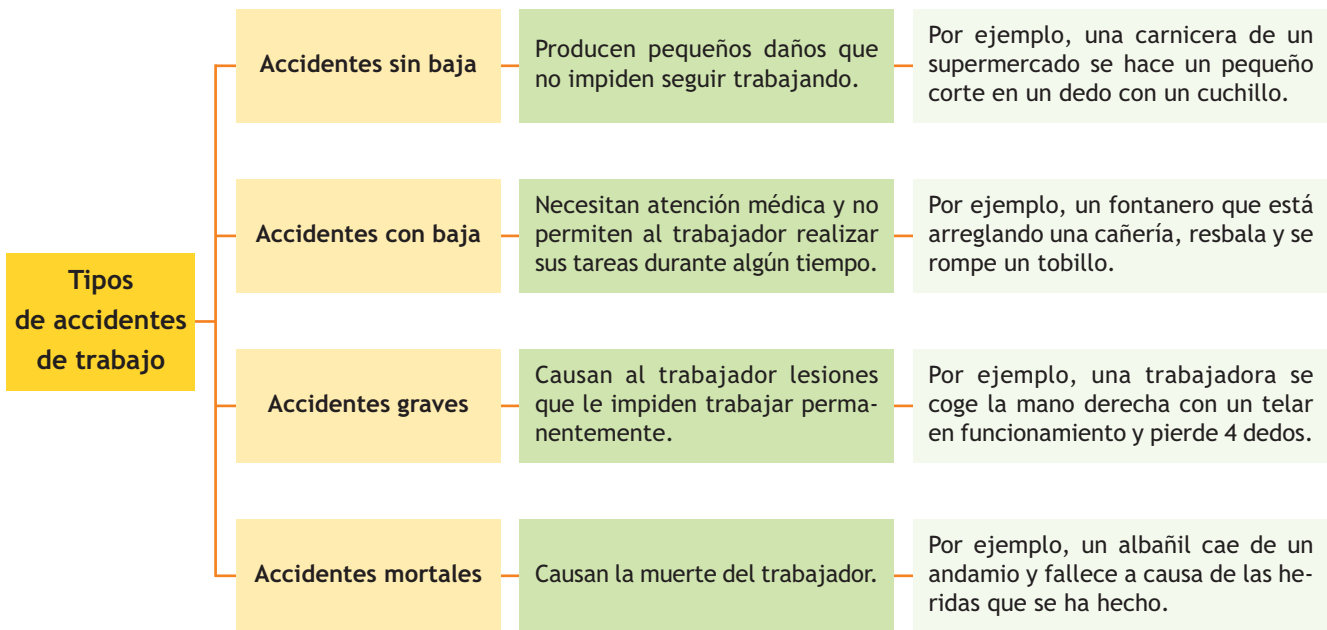 Tipos
de accidentes
de trabajo
Accidentes sin baja
Producen pequeños daños que
no impiden seguir trabajando.
Por ejemplo, una carnicera de un
supermercado se hace un pequeño
corte en un dedo con un cuchillo.
Accidentes con baja
Necesitan atención médica y no
permiten al trabajador realizar
sus tareas durante algún tiempo.
Por ejemplo, un fontanero que está
arreglando una cañería, resbala y se
rompe un tobillo.
Accidentes graves
Causan al trabajador lesiones
que le impiden trabajar perma-
nentemente.
Por ejemplo, una trabajadora se
coge la mano derecha con un telar
en funcionamiento y pierde 4 dedos.
Accidentes mortales
Causan la muerte del trabajador.
Por ejemplo, un albañil cae de un
andamio y fallece a causa de las he-
ridas que se ha hecho.